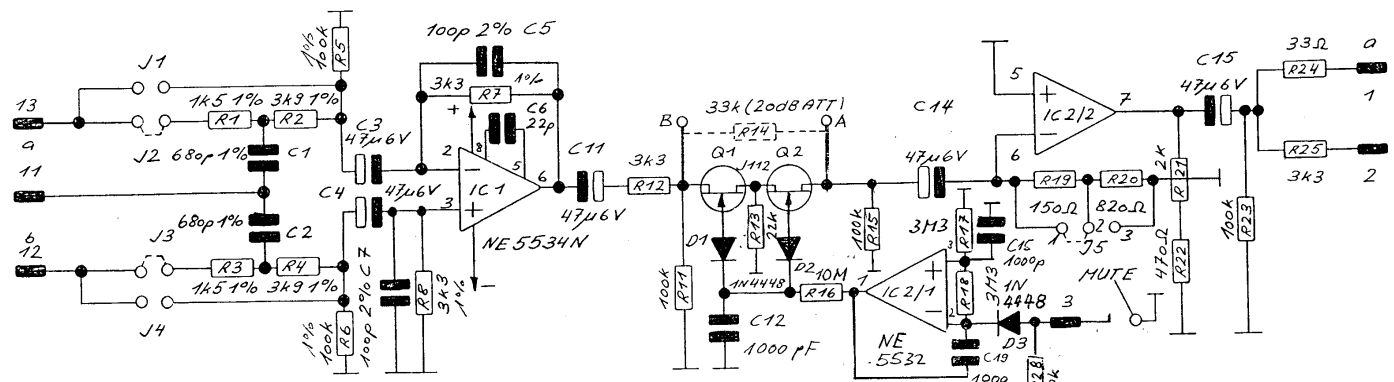 13
a
11
b
12
J1
J2
1k5 1%
R1
3k9 1%
R2
680p 1%
C1
680p 1%
C2
J3
J4
R3
1k5 1%
R4
3k9 1%
1%
100k
R5
1%
100k
R6
C3
47µ6V
C4
47µ6V
100p 2% C7
R8
3k3
1%
100p 2% C5
3k3
1%
R7
+
C6
22p
8
5
2
−
3
+
6
IC1
NE5534N
−
C11
47µ6V
3k3
R12
B
33k (20dB ATT)
R14
A
Q1
J112
Q2
R11
100k
R13
22k
D1
D2
1N4448
C12
1000pF
10M
R16
100k
R15
C14
47µ6V
3M3
R17
C15
1000p
3
+
1
IC2/1
2
R18
3M3
NE
5532
C19
1N
4448
D3
3
MUTE
5
+
6
−
IC2/2
7
R19
150Ω
R20
820Ω
1
2
3
J5
2k
R21
470Ω
R22
C15
47µ6V
100k
R23
33Ω
R24
a
1
R25
3k3
2